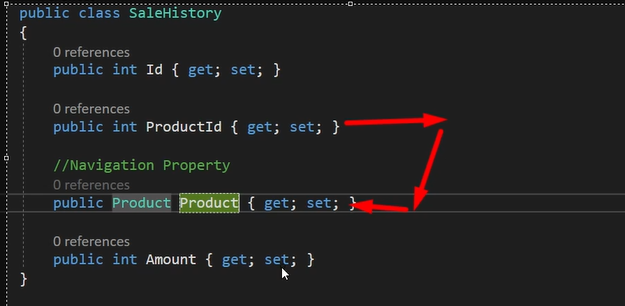 public class SaleHistory
{
0 references
public int Id { get; set; }
0 references
public int ProductId { get; set; }
//Navigation Property
0 references
public Product Product { get; set; }
0 references
public int Amount { get; set; }
}